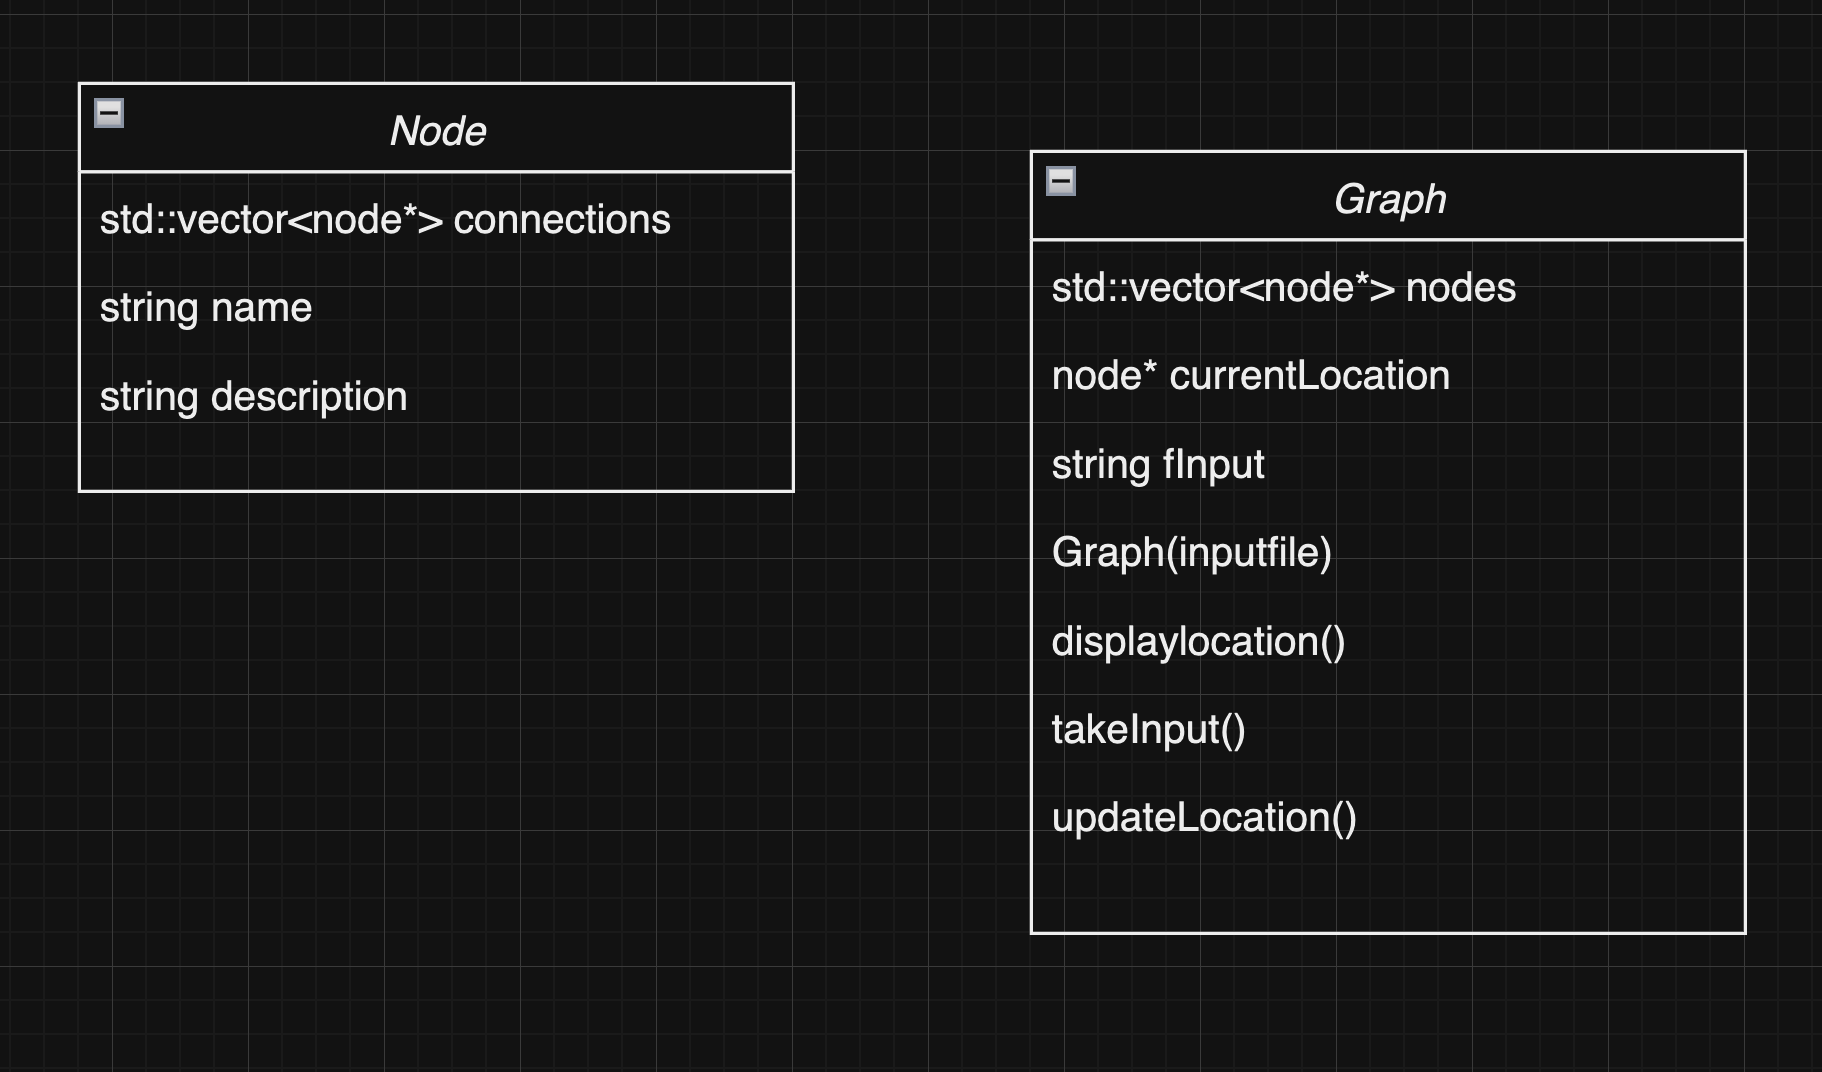 Node
std::vector<node*> connections
string name
string description
Graph
std::vector<node*> nodes
node* currentLocation
string fInput
Graph(inputfile)
displaylocation()
takeInput()
updateLocation()